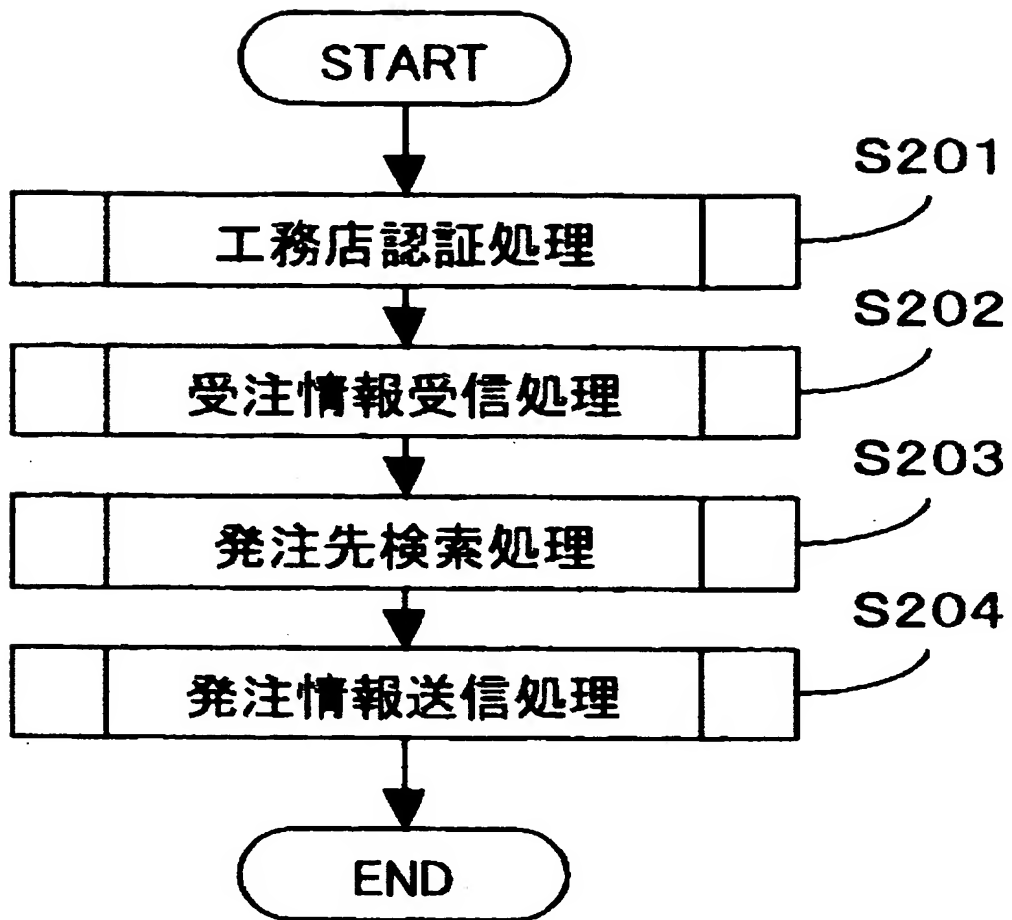 START
S201
工務店認証処理
S202
受注情報受信処理
S203
発注先検索処理
S204
発注情報送信処理
END